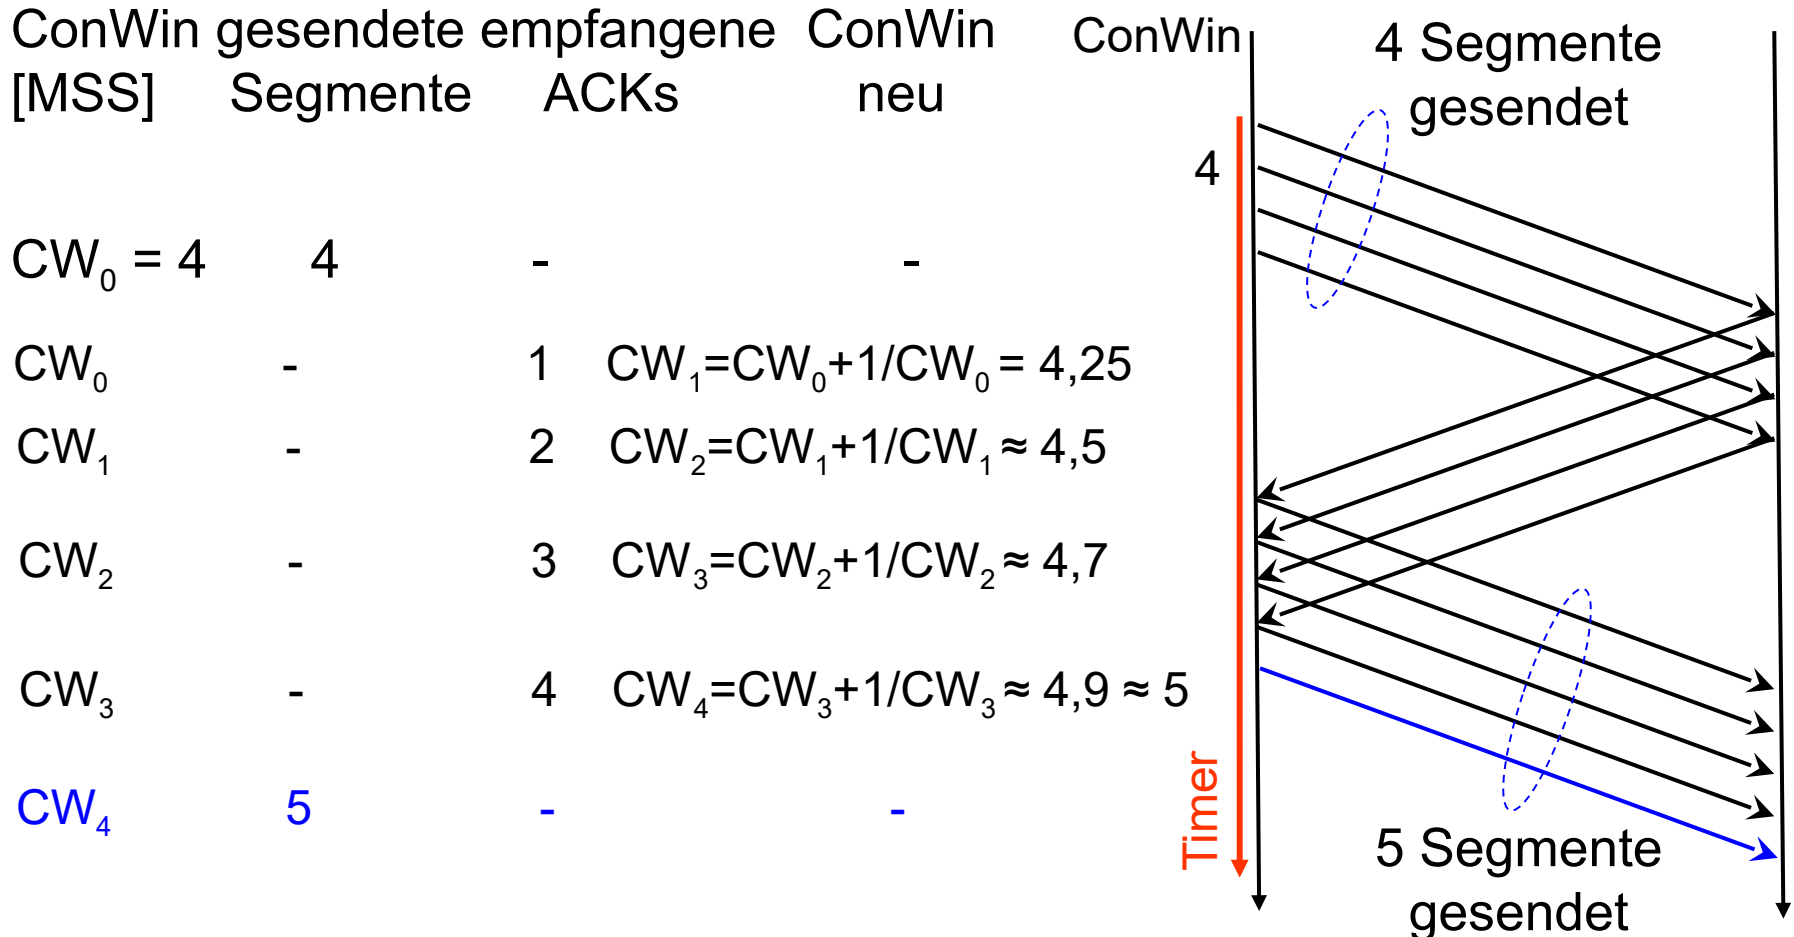 ConWin gesendete empfangene ConWin
[MSS] Segmente ACKs neu
CW₀ = 4 4 - -
CW₀ - 1 CW₁=CW₀+1/CW₀ = 4,25
CW₁ - 2 CW₂=CW₁+1/CW₁ ≈ 4,5
CW₂ - 3 CW₃=CW₂+1/CW₂ ≈ 4,7
CW₃ - 4 CW₄=CW₃+1/CW₃ ≈ 4,9 ≈ 5
CW₄ 5 - -
ConWin
4 Segmente
gesendet
4
Timer
5 Segmente
gesendet